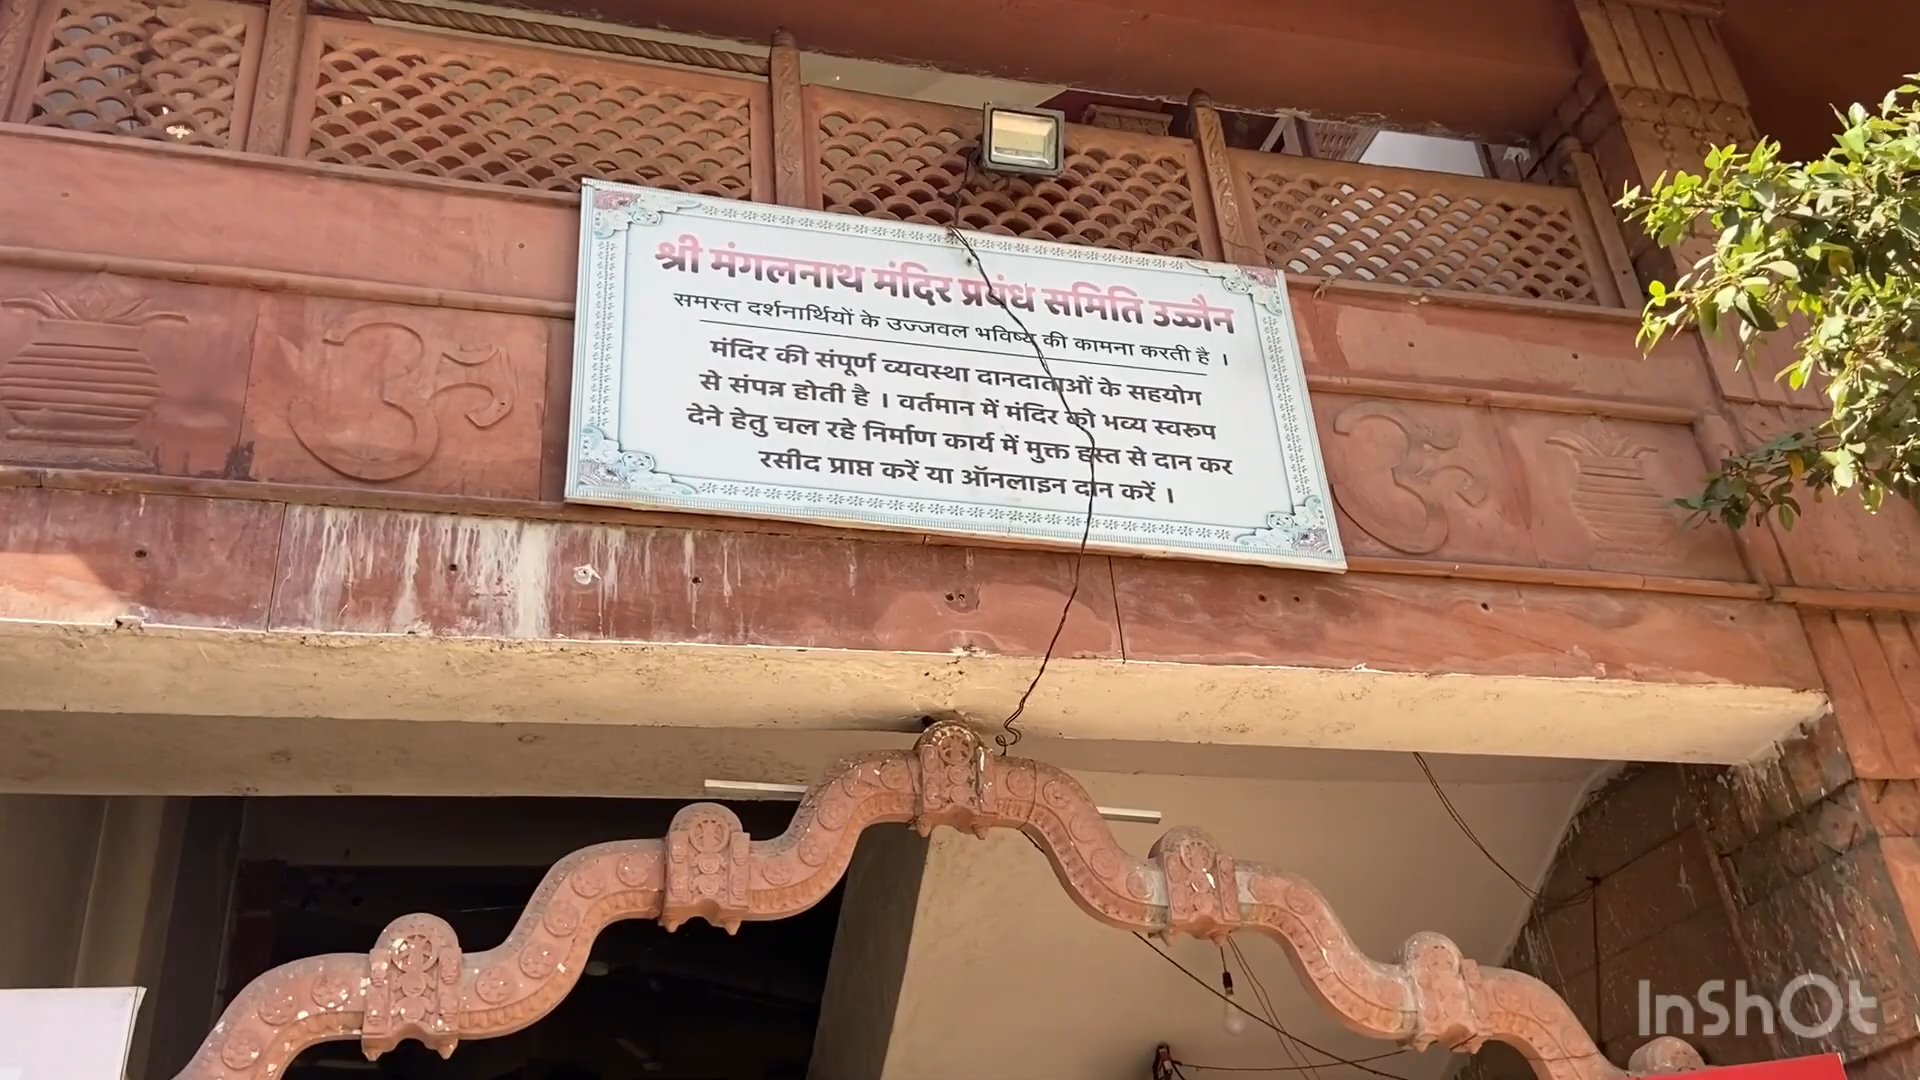 श्री मंगलनाथ मंदिर प्रबंध समिति उज्जैन
समस्त दर्शनार्थियों के उज्जवल भविष्य की कामना करती है ।
मंदिर की संपूर्ण व्यवस्था दानदाताओं के सहयोग
से संपन्न होती है । वर्तमान में मंदिर को भव्य स्वरूप
देने हेतु चल रहे निर्माण कार्य में मुक्त हस्त से दान कर
रसीद प्राप्त करें या ऑनलाइन दान करें ।
ॐ
ॐ
InShOt